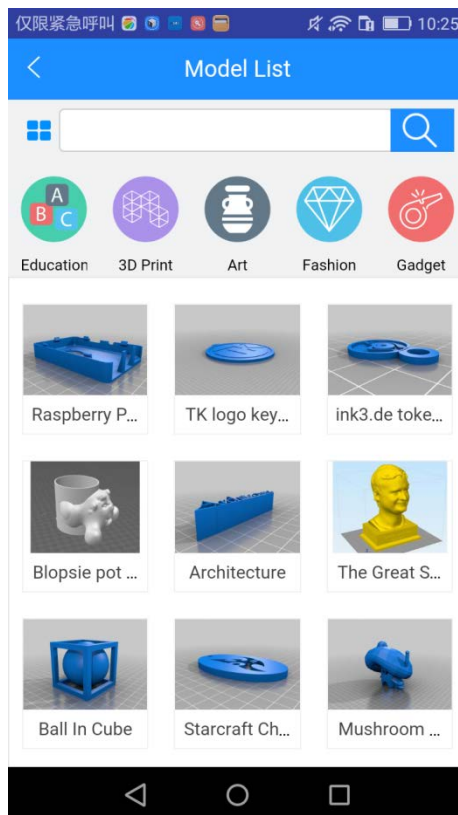 仅限紧急呼叫 10:25
Model List
A
B C
Education 3D Print Art Fashion Gadget
Raspberry P... TK logo key... ink3.de toke...
Blopsie pot ... Architecture The Great S...
Ball In Cube Starcraft Ch... Mushroom ...